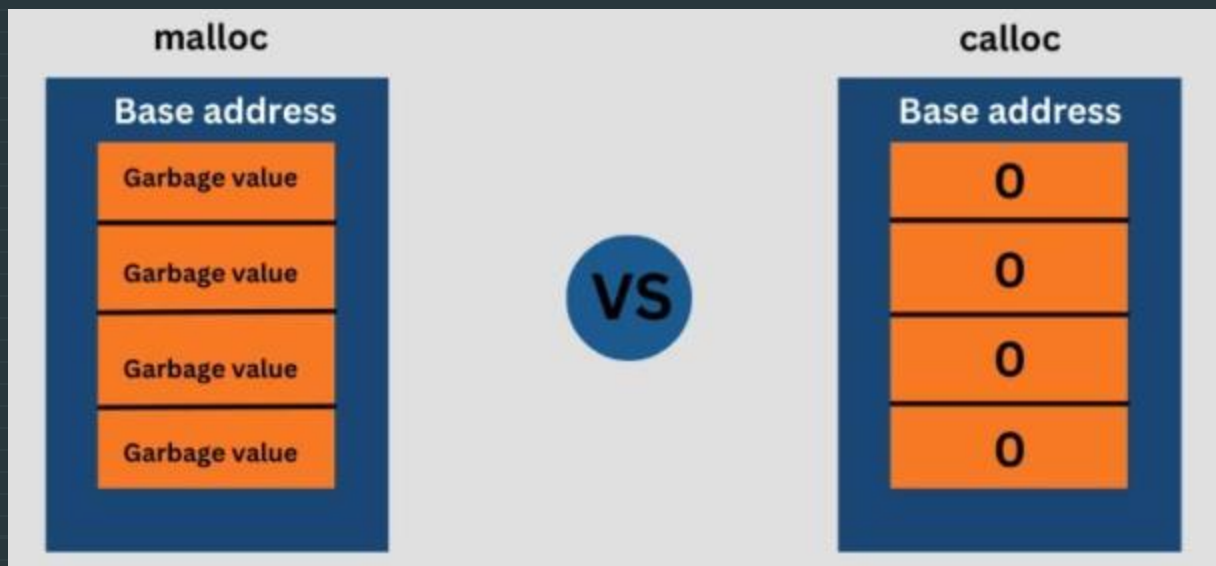 malloc
Base address
Garbage value
Garbage value
Garbage value
Garbage value
VS
calloc
Base address
0
0
0
0